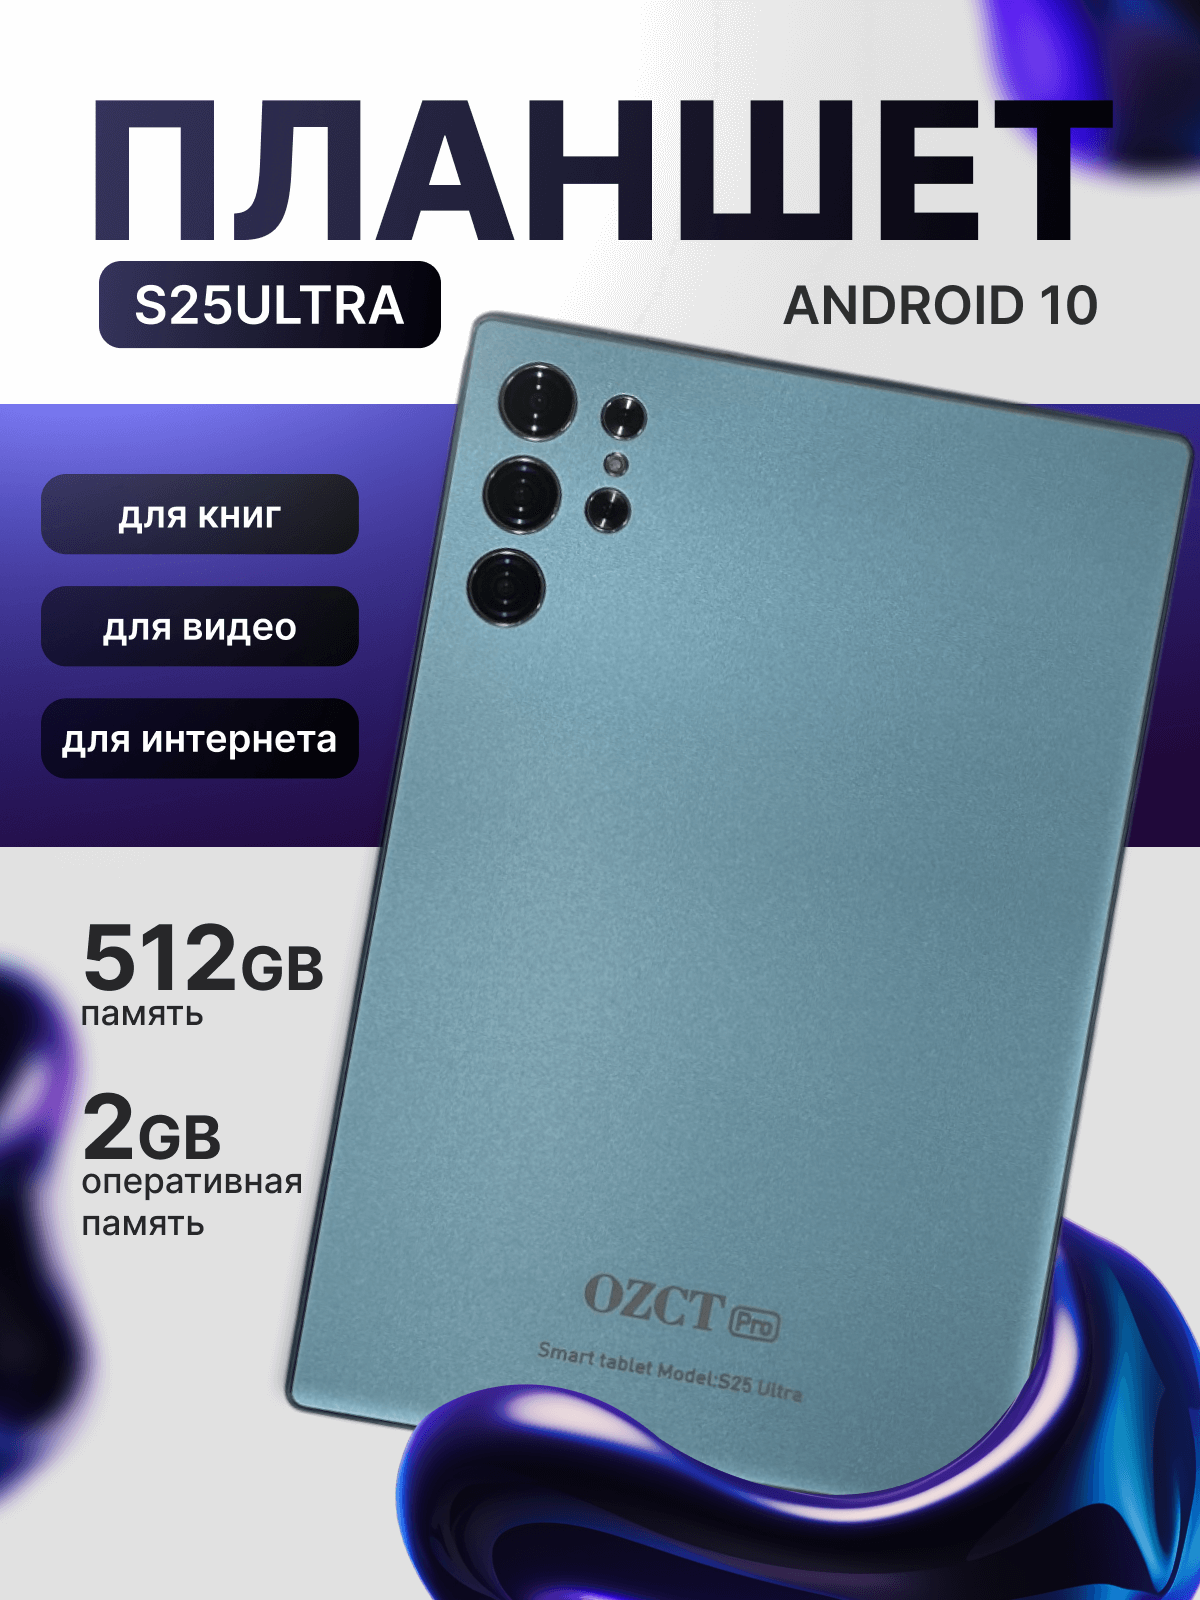 ПЛАНШЕТ
S25ULTRA
ANDROID 10
для книг
для видео
для интернета
512GB
память
2GB
оперативная
память
OZCT Pro
Smart tablet Model:S25 Ultra